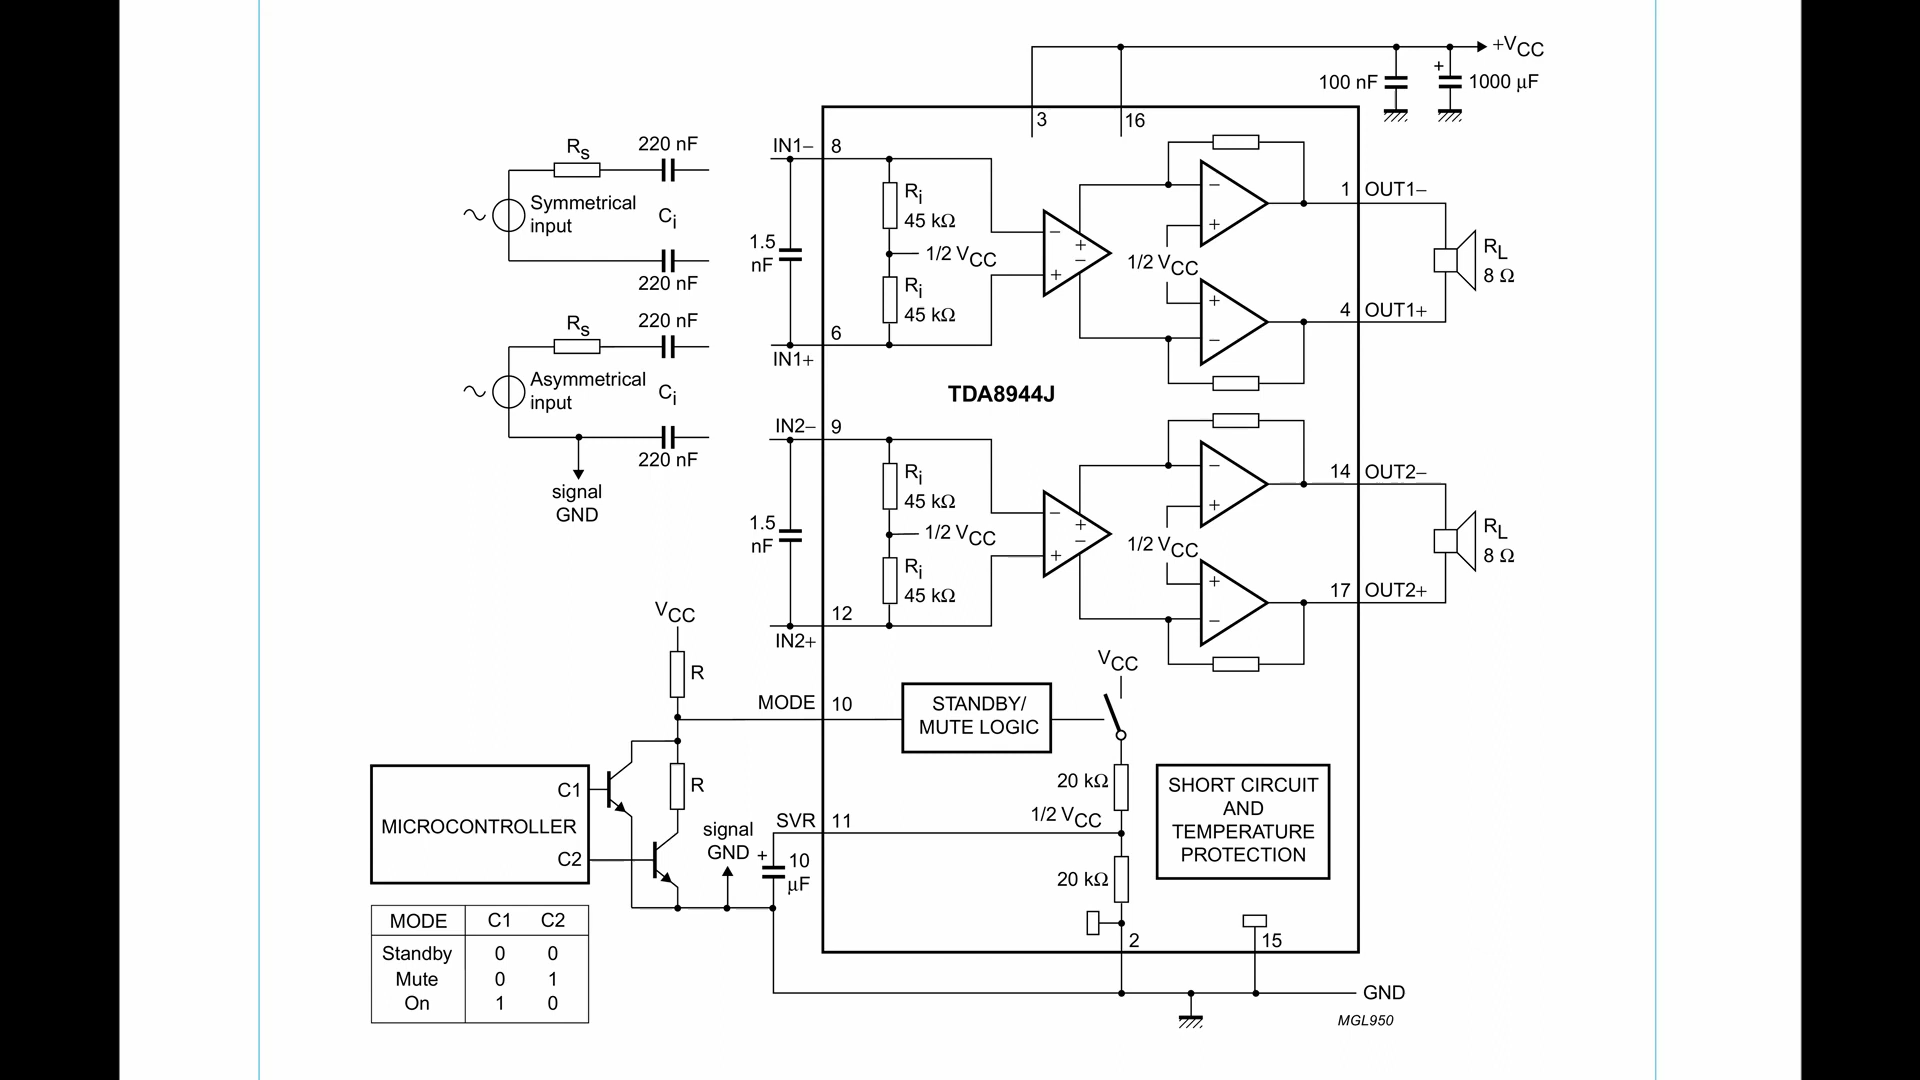 +VCC
100 nF
+
1000 μF
3
16
Rs
220 nF
Symmetrical
input
Ci
220 nF
IN1−
8
Ri
45 kΩ
1.5
nF
1/2 VCC
Ri
45 kΩ
6
IN1+
−
+
−
+
−
+
1/2 VCC
+
−
1
OUT1−
RL
8 Ω
4
OUT1+
Rs
220 nF
Asymmetrical
input
Ci
220 nF
signal
GND
TDA8944J
IN2−
9
Ri
45 kΩ
1.5
nF
1/2 VCC
Ri
45 kΩ
12
IN2+
−
+
−
+
−
+
1/2 VCC
+
−
14
OUT2−
RL
8 Ω
17
OUT2+
VCC
R
MODE
10
STANDBY/
MUTE LOGIC
VCC
R
MICROCONTROLLER
C1
C2
signal
GND
SVR
11
+
10
μF
20 kΩ
1/2 VCC
20 kΩ
SHORT CIRCUIT
AND
TEMPERATURE
PROTECTION
2
15
GND
MODE C1 C2
Standby 0 0
Mute 0 1
On 1 0
MGL950